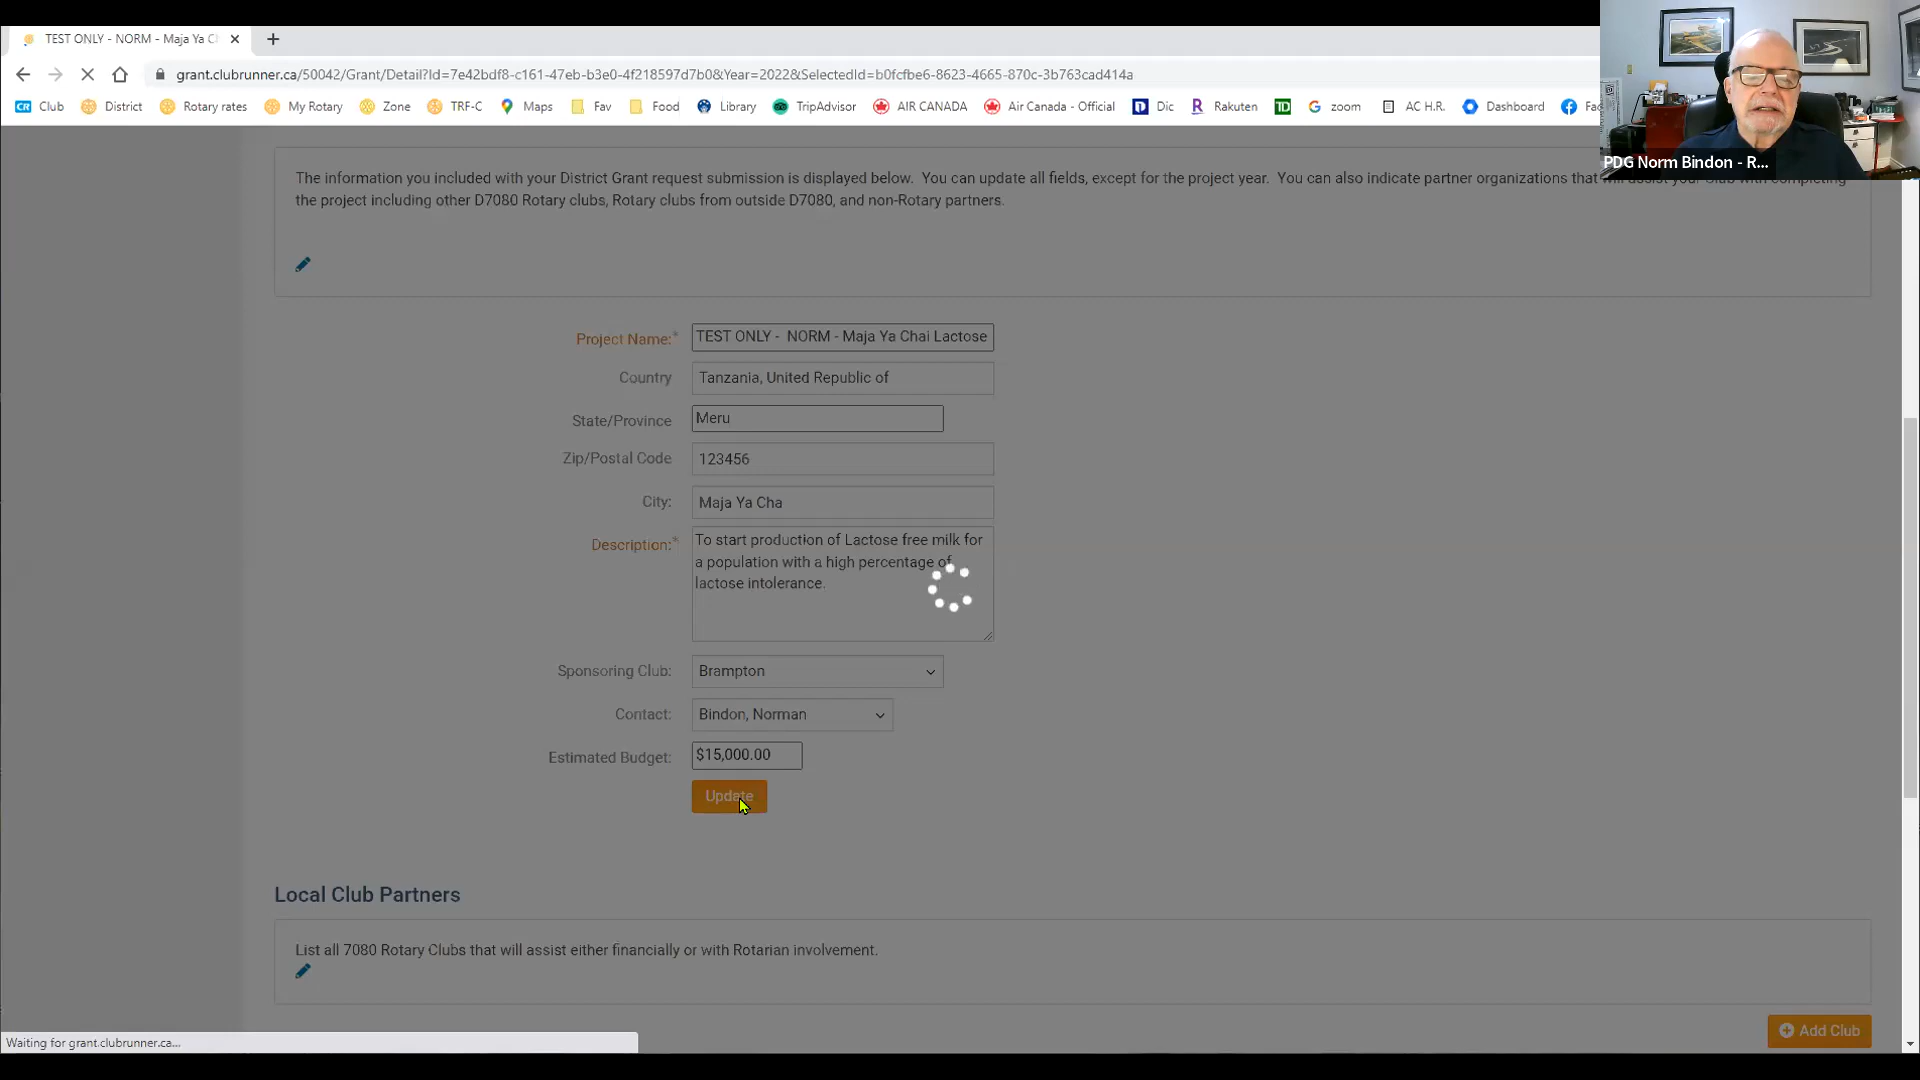 TEST ONLY - NORM - Maja Ya C
grant.clubrunner.ca/50042/Grant/Detail?Id=7e42bdf8-c161-47eb-b3e0-4f218597d7b0&Year=2022&SelectedId=b0fcfbe6-8623-4665-870c-3b763cad414a
CR Club District Rotary rates My Rotary Zone TRF-C Maps Fav Food Library TripAdvisor AIR CANADA Air Canada - Official Dic Rakuten TD zoom AC H.R. Dashboard Fac
PDG Norm Bindon - R...
The information you included with your District Grant request submission is displayed below. You can update all fields, except for the project year. You can also indicate partner organizations that will assist your Club with completing
the project including other D7080 Rotary clubs, Rotary clubs from outside D7080, and non-Rotary partners.
Project Name:* TEST ONLY - NORM - Maja Ya Chai Lactose
Country Tanzania, United Republic of
State/Province Meru
Zip/Postal Code 123456
City: Maja Ya Cha
Description:* To start production of Lactose free milk for
a population with a high percentage of
lactose intolerance.
Sponsoring Club: Brampton
Contact: Bindon, Norman
Estimated Budget: $15,000.00
Update
Local Club Partners
List all 7080 Rotary Clubs that will assist either financially or with Rotarian involvement.
Add Club
Waiting for grant.clubrunner.ca...